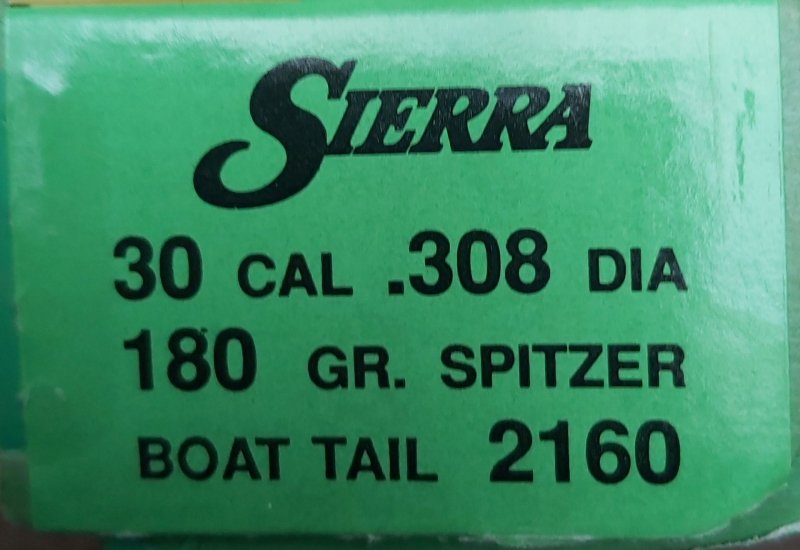 SIERRA
30 CAL .308 DIA
180 GR. SPITZER
BOAT TAIL 2160